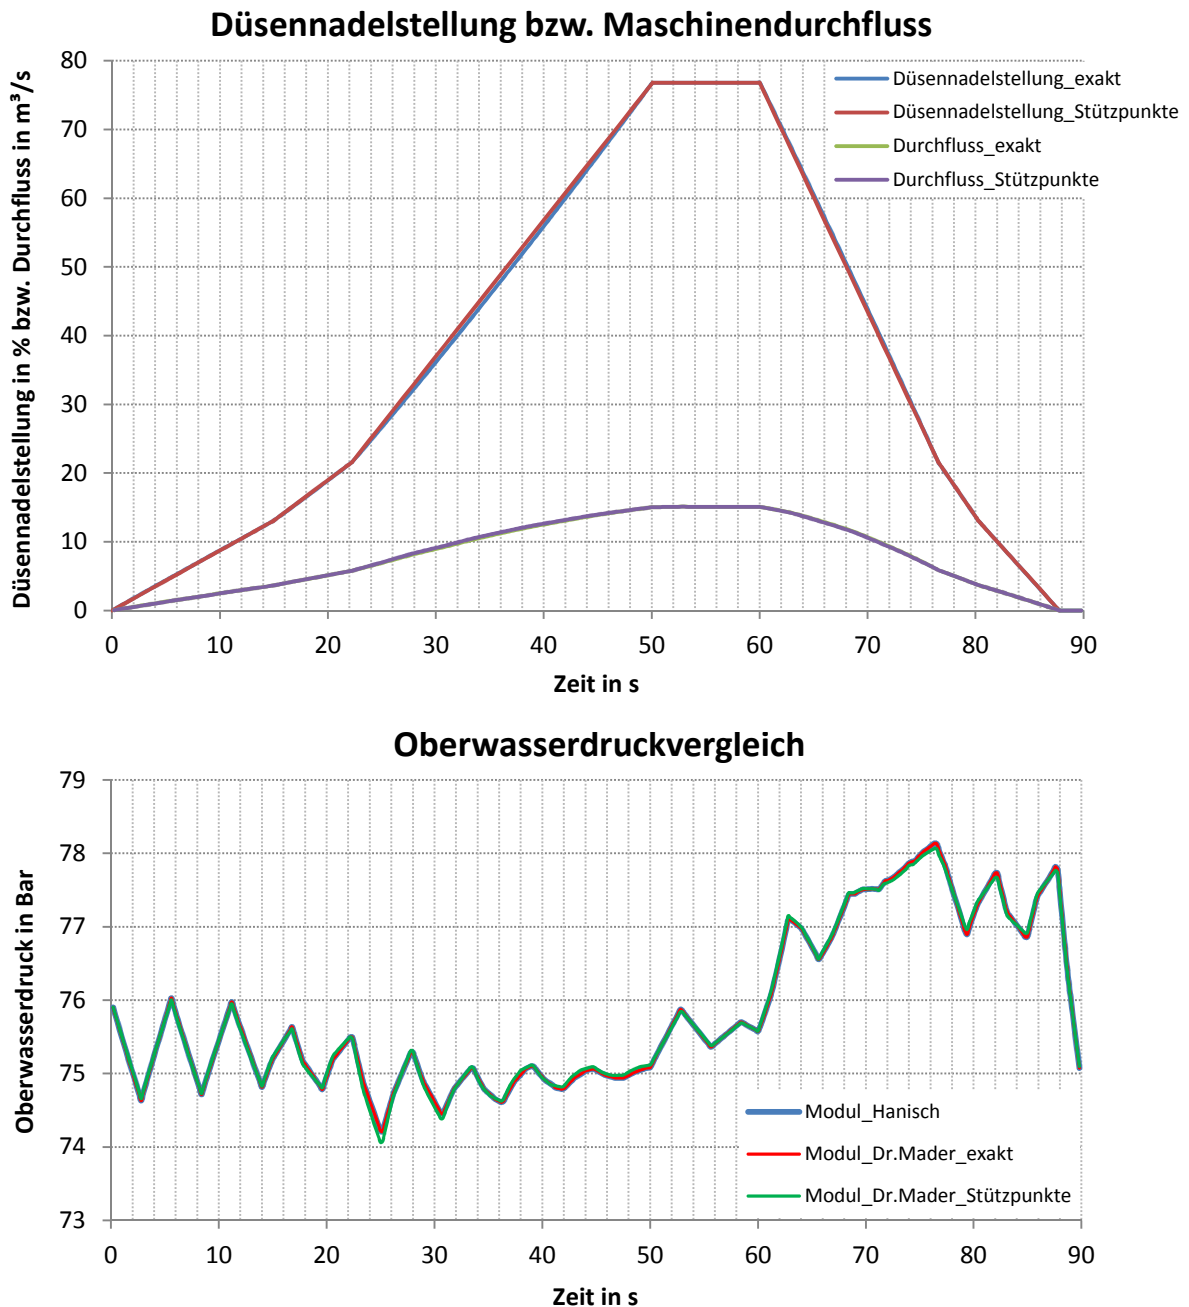 Düsennadelstellung bzw. Maschinendurchfluss
Düsennadelstellung in % bzw. Durchfluss in m³/s
80
70
60
50
40
30
20
10
0
Düsennadelstellung_exakt
Düsennadelstellung_Stützpunkte
Durchfluss_exakt
Durchfluss_Stützpunkte
0 10 20 30 40 50 60 70 80 90
Zeit in s
Oberwasserdruckvergleich
Oberwasserdruck in Bar
79
78
77
76
75
74
73
Modul_Hanisch
Modul_Dr.Mader_exakt
Modul_Dr.Mader_Stützpunkte
0 10 20 30 40 50 60 70 80 90
Zeit in s